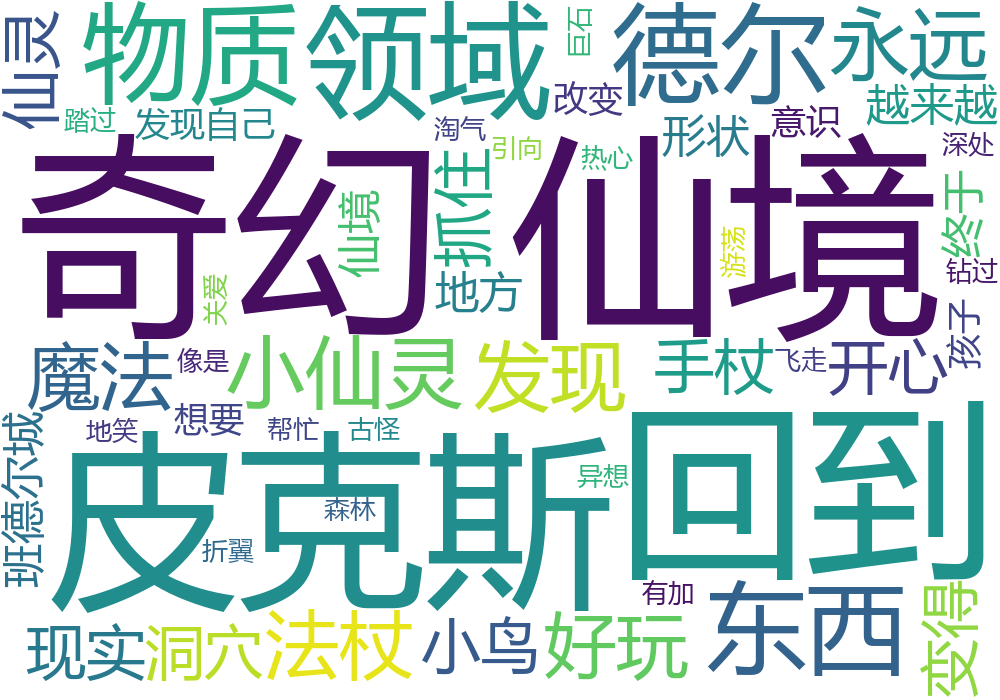 仙灵
物质
领域
巨石
德尔
永远
踏过
发现自己
淘气
改变
形状
意识
越来越
引向
热心
深处
奇幻
仙境
仙境
抓住
游荡
终于
关爱
地方
钻过
孩子
魔法
像是
小仙灵
发现
手杖
飞走
开心
想要
地笑
帮忙
古怪
班德尔城
皮克斯
回到
异想
森林
折翼
有加
现实
洞穴
法杖
小鸟
好玩
东西
变得